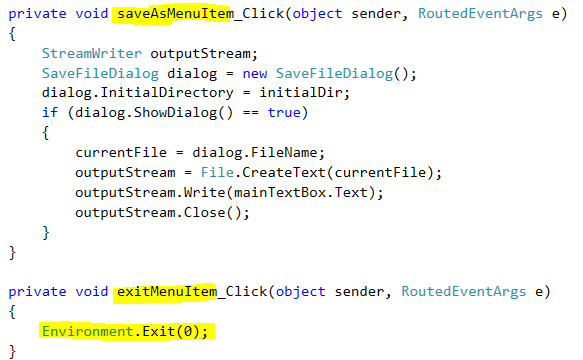 private void saveAsMenuItem_Click(object sender, RoutedEventArgs e)
{
    StreamWriter outputStream;
    SaveFileDialog dialog = new SaveFileDialog();
    dialog.InitialDirectory = initialDir;
    if (dialog.ShowDialog() == true)
    {
        currentFile = dialog.FileName;
        outputStream = File.CreateText(currentFile);
        outputStream.Write(mainTextBox.Text);
        outputStream.Close();
    }
}
private void exitMenuItem_Click(object sender, RoutedEventArgs e)
{
    Environment.Exit(0);
}